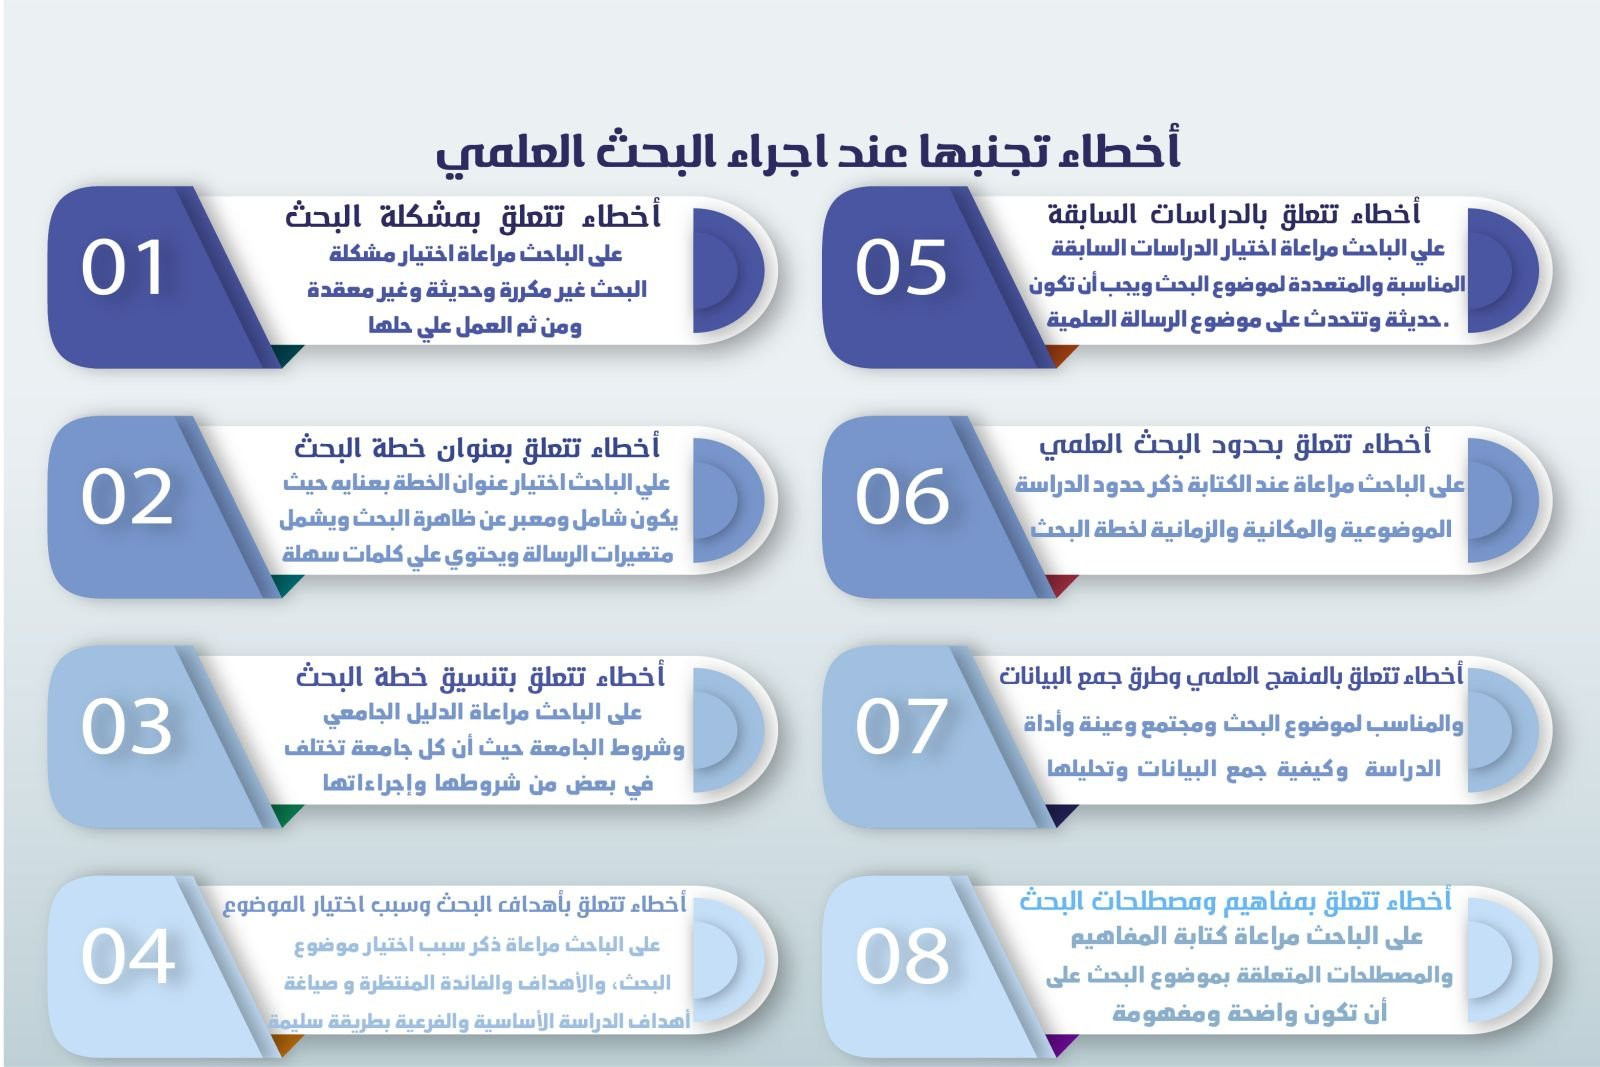 أخطاء تجنبها عند اجراء البحث العلمي
01
أخطاء تتعلق بمشكلة البحث
على الباحث مراعاة اختيار مشكلة
البحث غير مكررة وحديثة وغير معقدة
ومن ثم العمل علي حلها
02
أخطاء تتعلق بعنوان خطة البحث
علي الباحث اختيار عنوان الخطة بعنايه حيث
يكون شامل ومعبر عن ظاهرة البحث ويشمل
متغيرات الرسالة ويحتوي علي كلمات سهلة
03
أخطاء تتعلق بتنسيق خطة البحث
على الباحث مراعاة الدليل الجامعي
وشروط الجامعة حيث أن كل جامعة تختلف
في بعض من شروطها وإجراءاتها
04
أخطاء تتعلق بأهداف البحث وسبب اختيار الموضوع
على الباحث مراعاة ذكر سبب اختيار موضوع
البحث، والأهداف والفائدة المنتظرة و صياغة
أهداف الدراسة الأساسية والفرعية بطريقة سليمة
05
أخطاء تتعلق بالدراسات السابقة
علي الباحث مراعاة اختيار الدراسات السابقة
المناسبة والمتعددة لموضوع البحث ويجب أن تكون
.حديثة وتتحدث على موضوع الرسالة العلمية
06
أخطاء تتعلق بحدود البحث العلمي
على الباحث مراعاة عند الكتابة ذكر حدود الدراسة
الموضوعية والمكانية والزمانية لخطة البحث
07
أخطاء تتعلق بالمنهج العلمي وطرق جمع البيانات
والمناسب لموضوع البحث ومجتمع وعينة وأداة
الدراسة وكيفية جمع البيانات وتحليلها
08
أخطاء تتعلق بمفاهيم ومصطلحات البحث
على الباحث مراعاة كتابة المفاهيم
والمصطلحات المتعلقة بموضوع البحث على
أن تكون واضحة ومفهومة